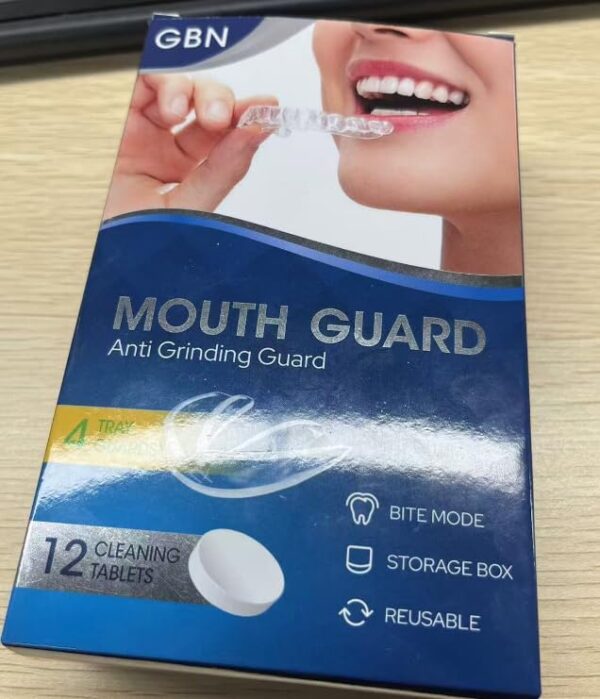 GBN
MOUTH GUARD
Anti Grinding Guard
4 TRAY
12 CLEANING
TABLETS
BITE MODE
STORAGE BOX
REUSABLE